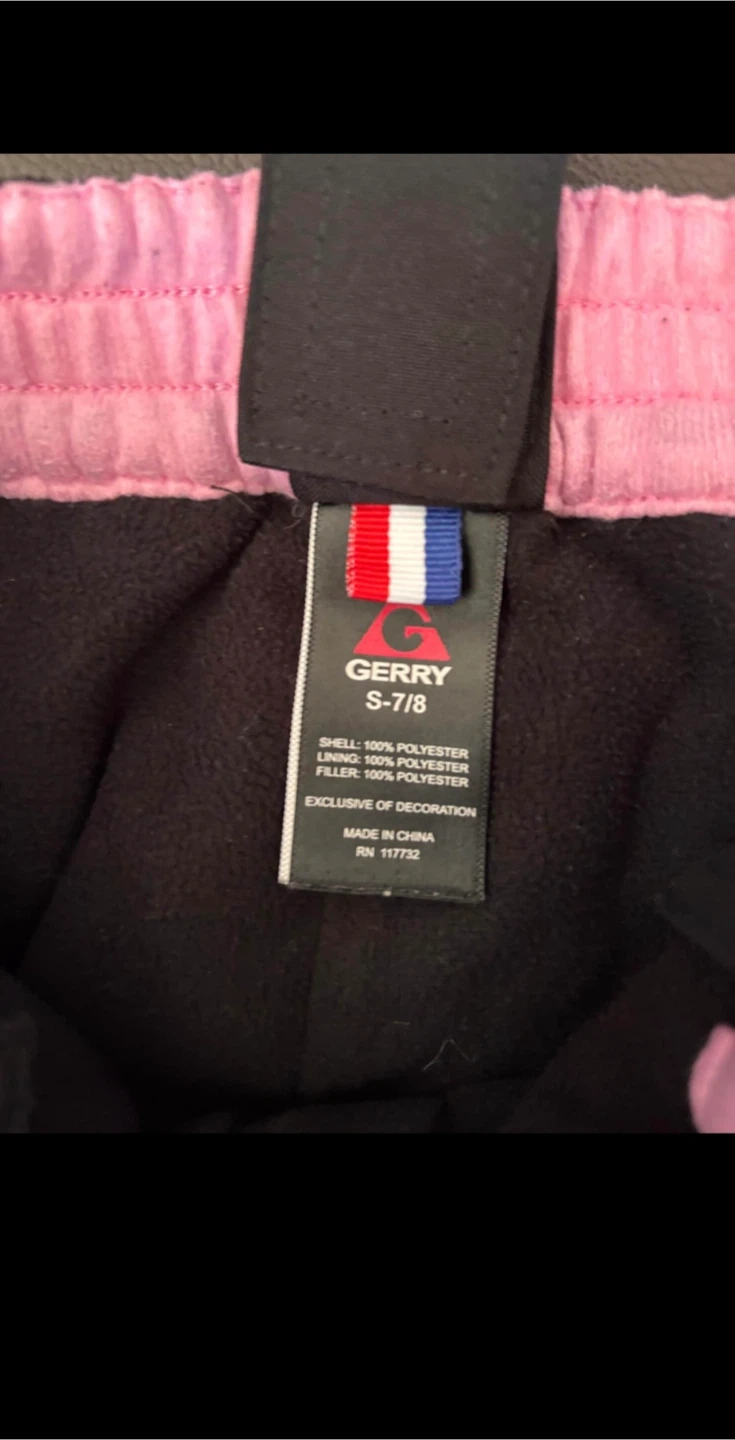 GERRY
S-7/8
SHELL: 100% POLYESTER
LINING: 100% POLYESTER
FILLER: 100% POLYESTER
EXCLUSIVE OF DECORATION
MADE IN CHINA
RN 117732